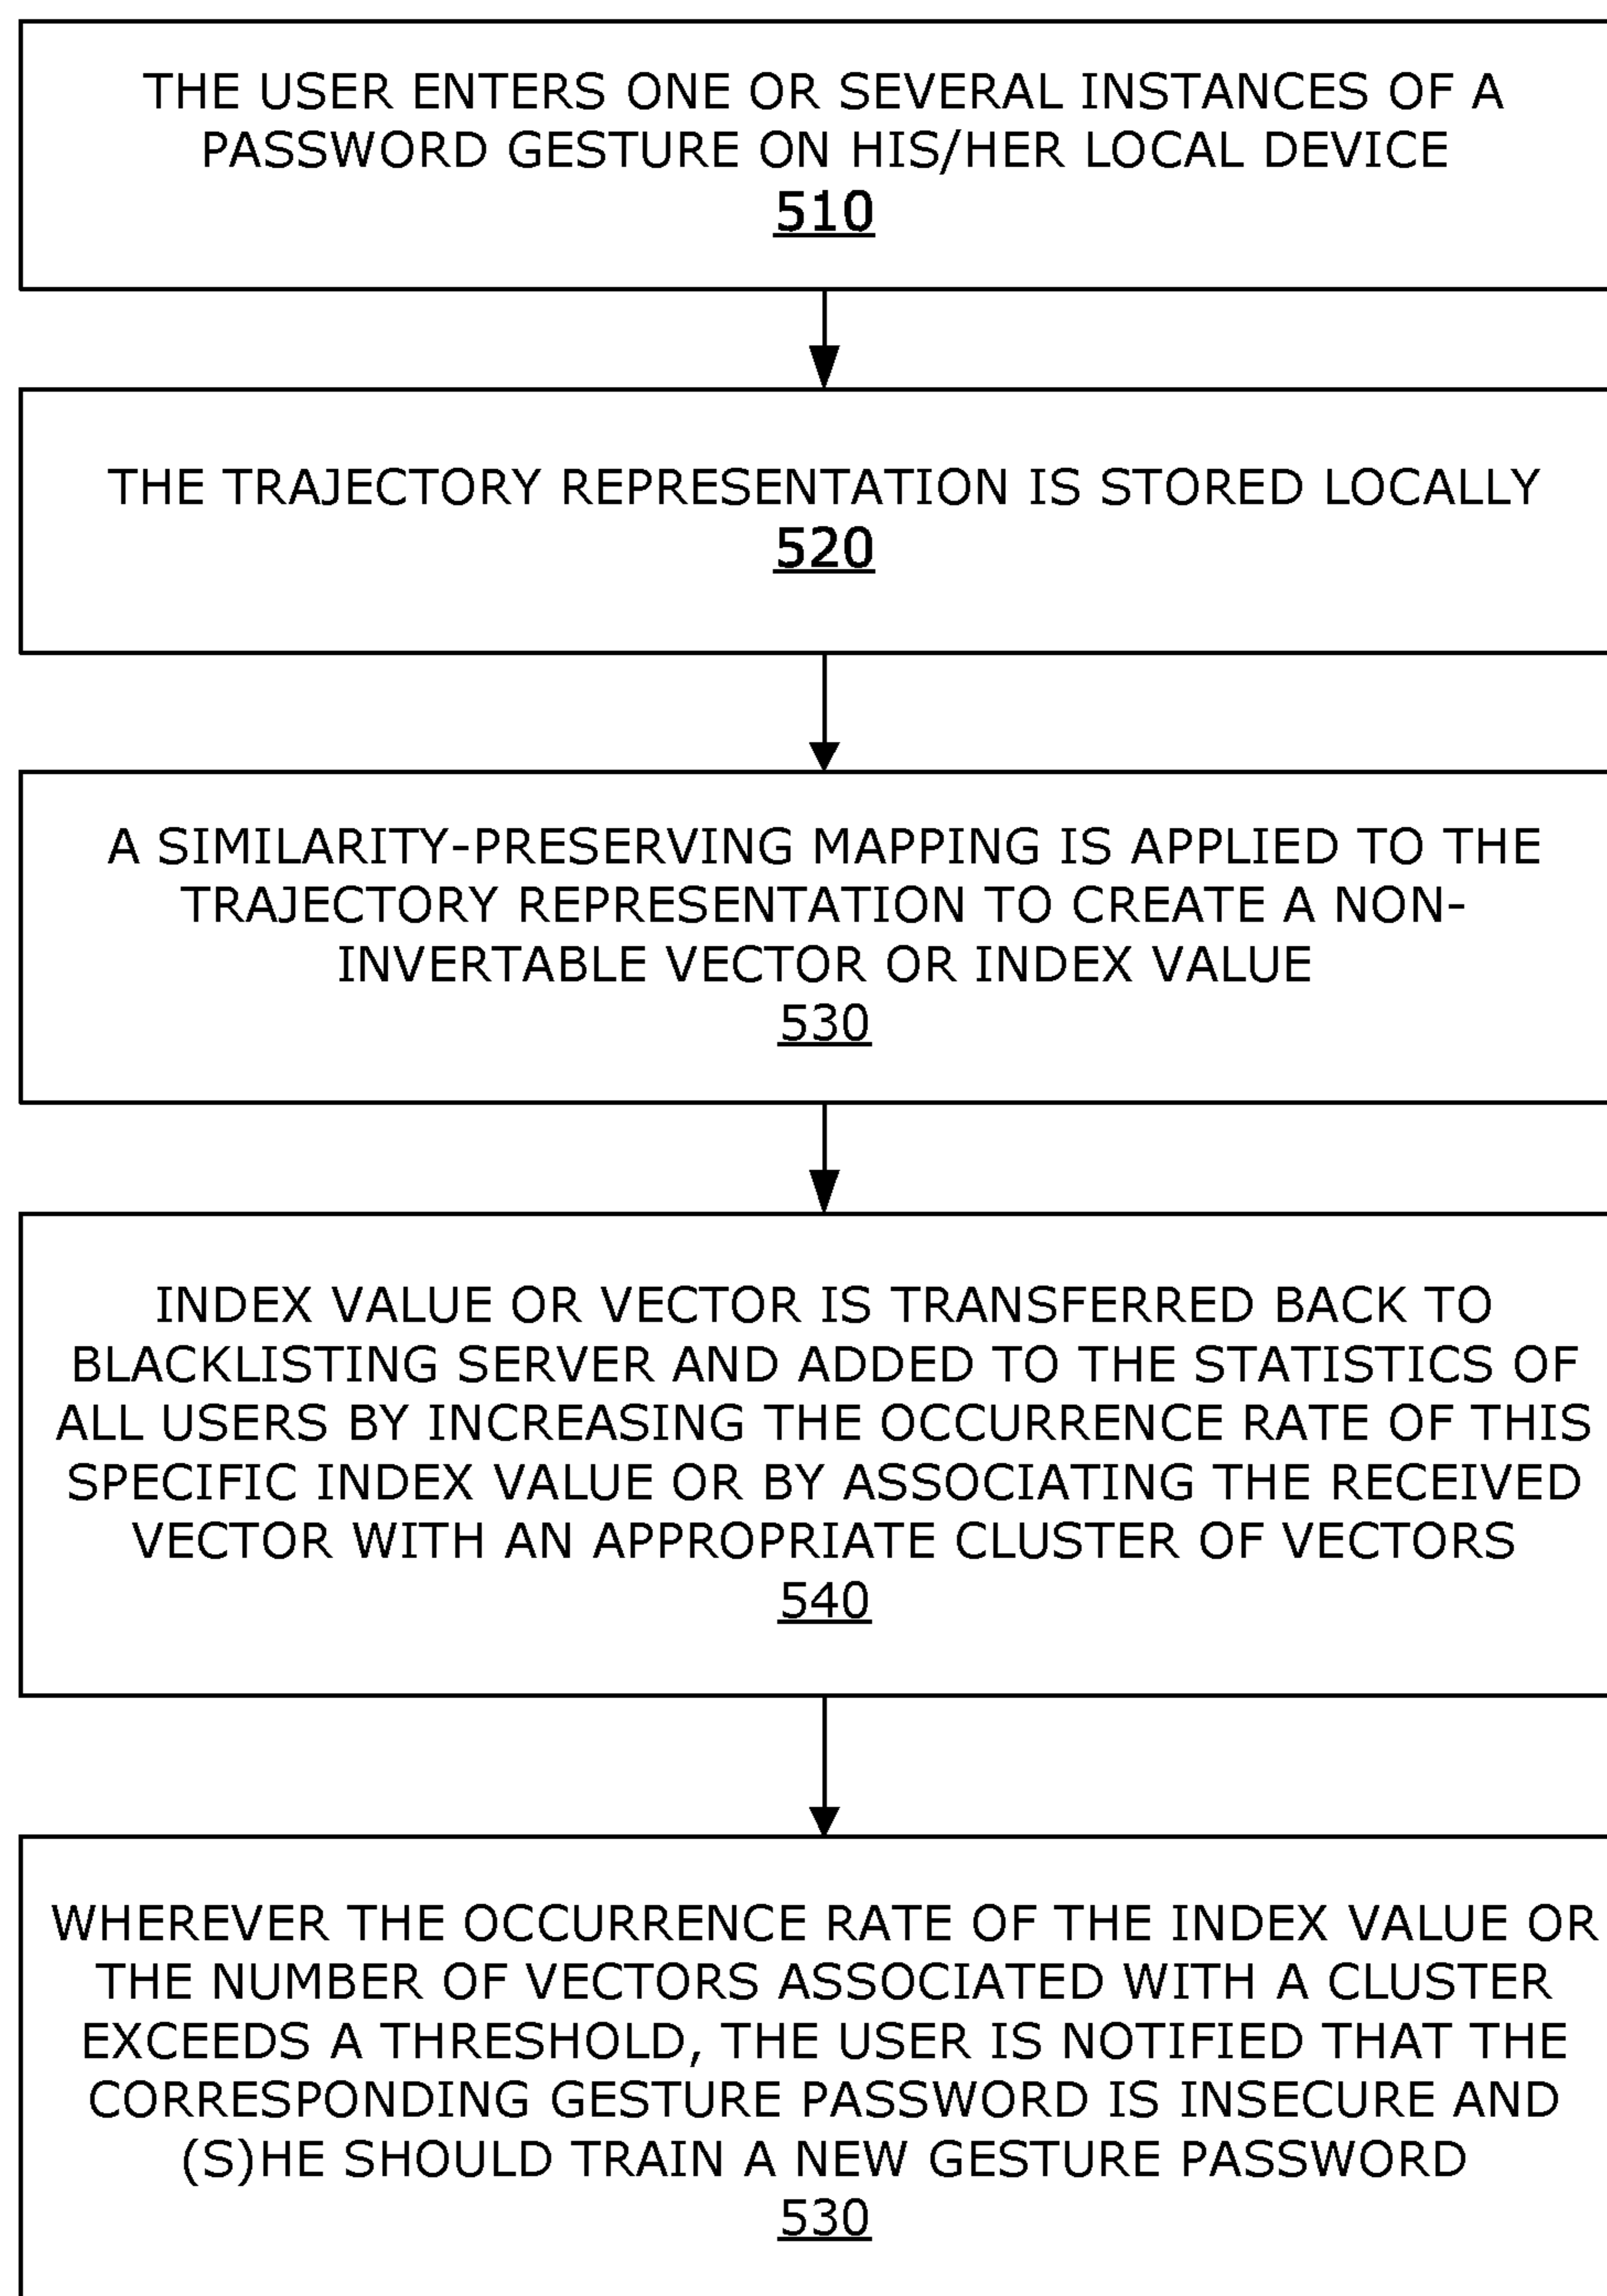 THE USER ENTERS ONE OR SEVERAL INSTANCES OF A
PASSWORD GESTURE ON HIS/HER LOCAL DEVICE
510
THE TRAJECTORY REPRESENTATION IS STORED LOCALLY
520
A SIMILARITY-PRESERVING MAPPING IS APPLIED TO THE
TRAJECTORY REPRESENTATION TO CREATE A NON-
INVERTABLE VECTOR OR INDEX VALUE
530
INDEX VALUE OR VECTOR IS TRANSFERRED BACK TO
BLACKLISTING SERVER AND ADDED TO THE STATISTICS OF
ALL USERS BY INCREASING THE OCCURRENCE RATE OF THIS
SPECIFIC INDEX VALUE OR BY ASSOCIATING THE RECEIVED
VECTOR WITH AN APPROPRIATE CLUSTER OF VECTORS
540
WHEREVER THE OCCURRENCE RATE OF THE INDEX VALUE OR
THE NUMBER OF VECTORS ASSOCIATED WITH A CLUSTER
EXCEEDS A THRESHOLD, THE USER IS NOTIFIED THAT THE
CORRESPONDING GESTURE PASSWORD IS INSECURE AND
(S)HE SHOULD TRAIN A NEW GESTURE PASSWORD
530